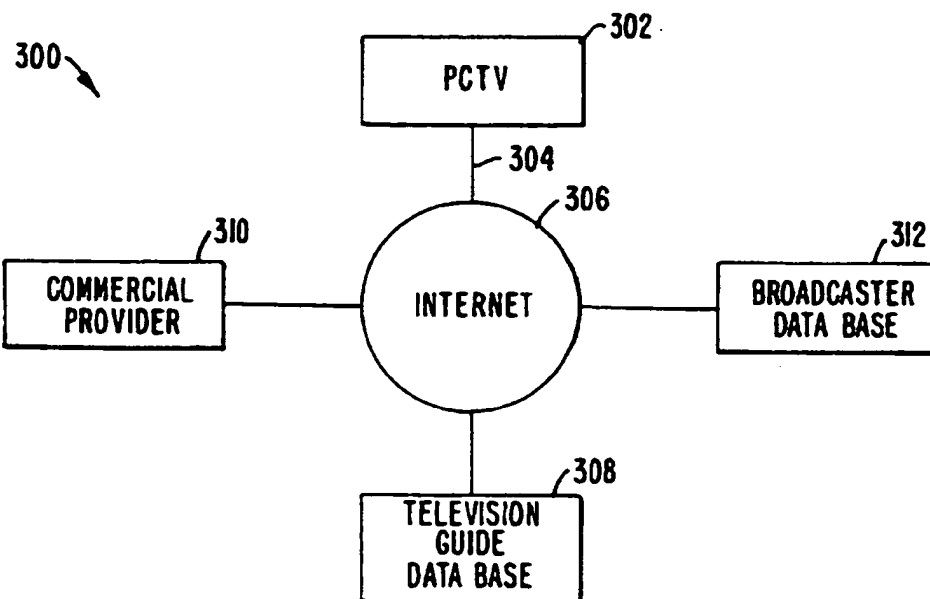 300
302
PCTV
304
306
310
312
COMMERCIAL
PROVIDER
INTERNET
BROADCASTER
DATA BASE
308
TELEVISION
GUIDE
DATA BASE